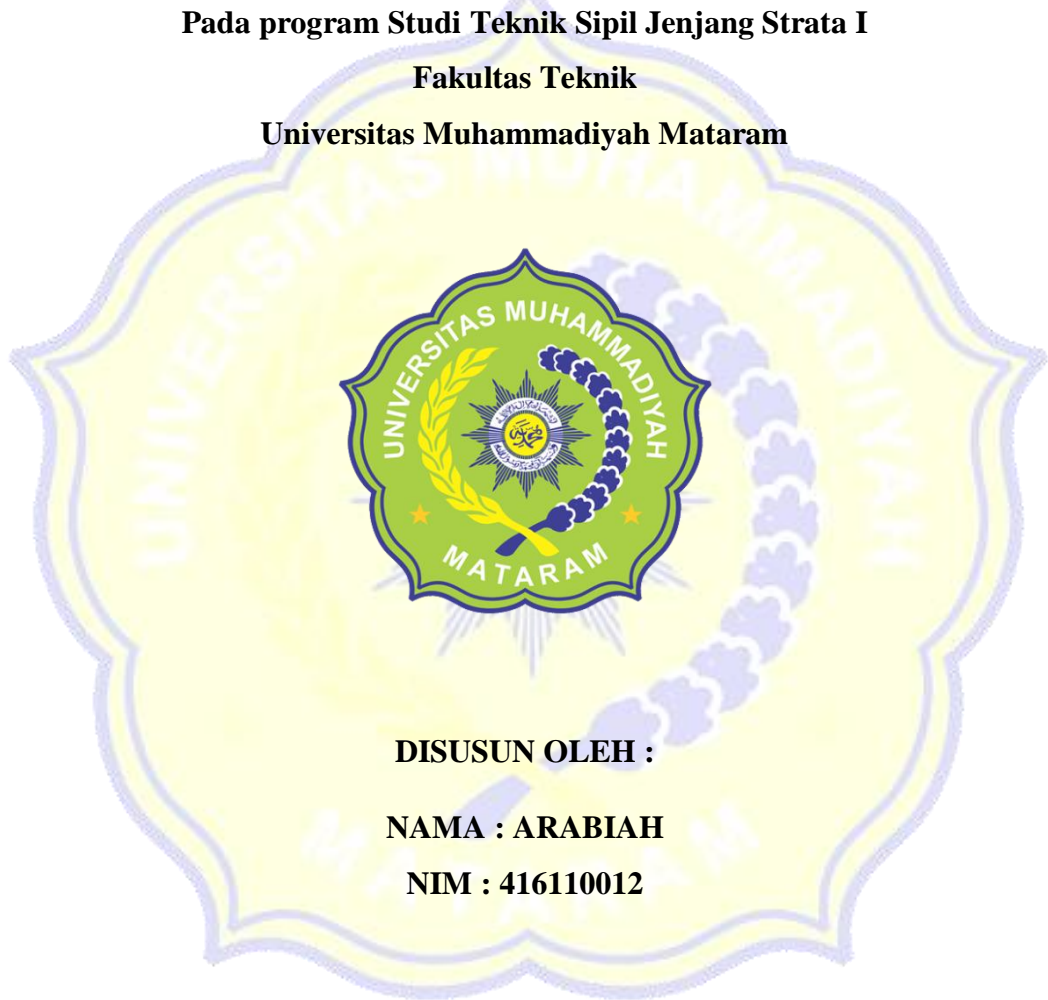 Pada program Studi Teknik Sipil Jenjang Strata I
Fakultas Teknik
Universitas Muhammadiyah Mataram
UNIVERSITAS MUHAMMADIYAH
MATARAM
DISUSUN OLEH :
NAMA : ARABIAH
NIM : 416110012